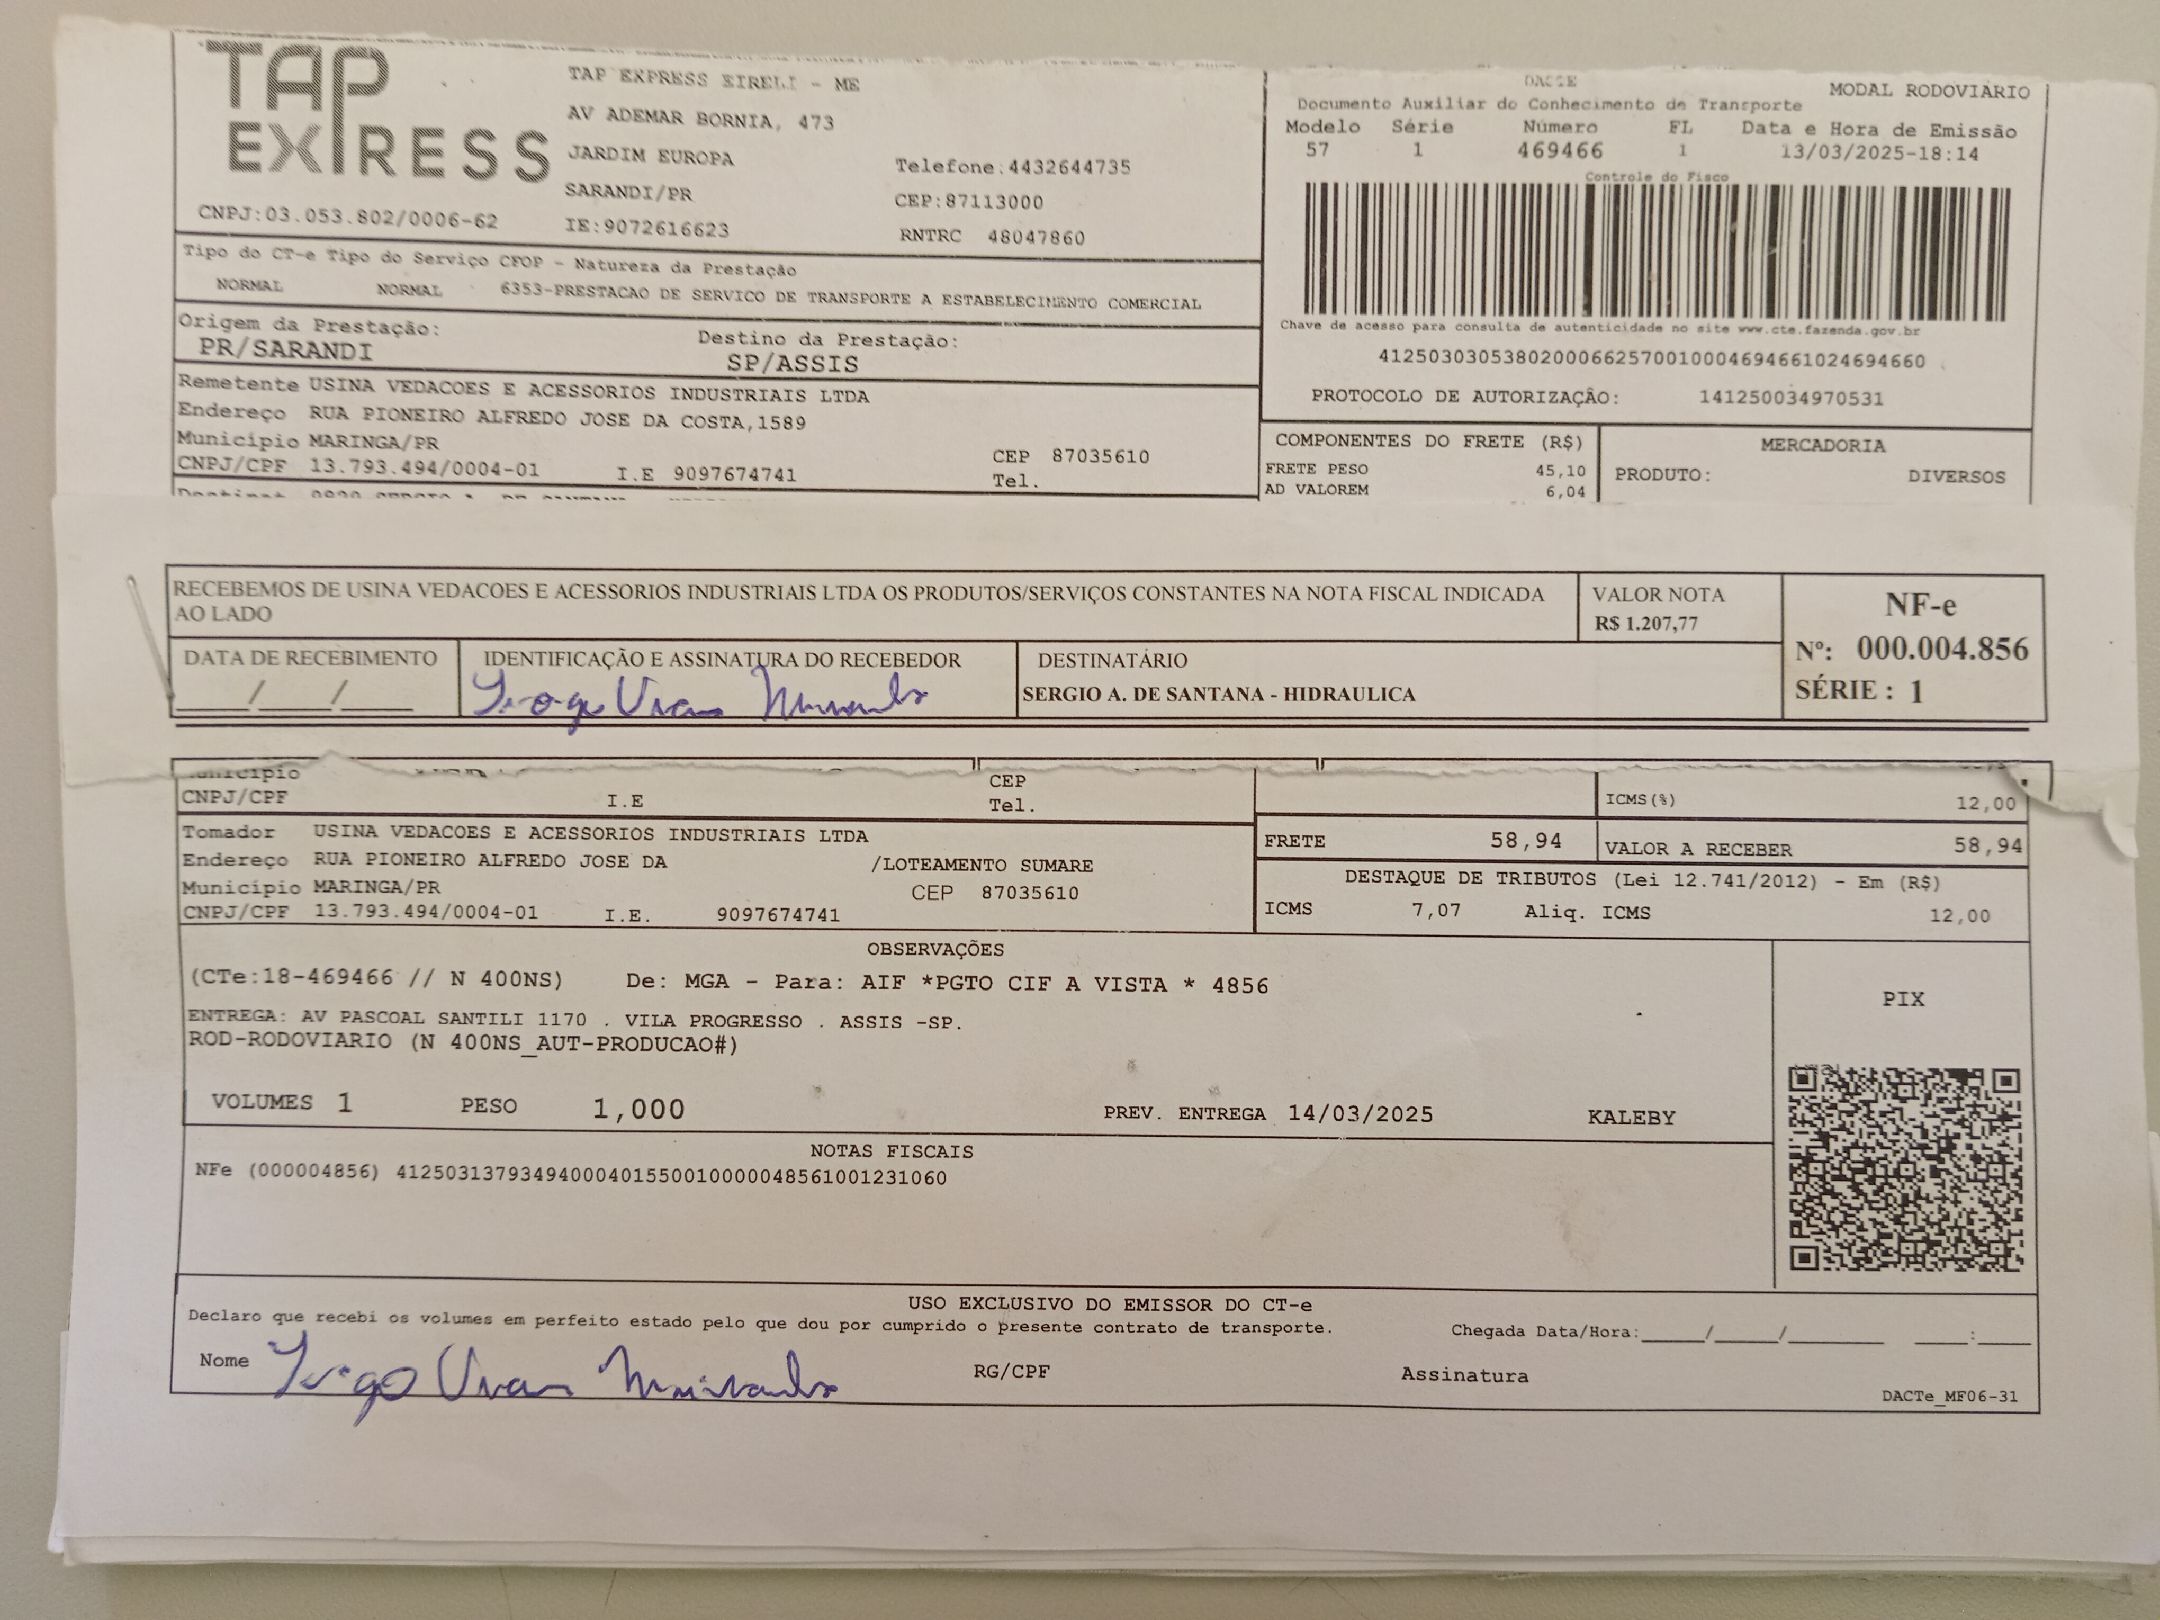 TAP EXPRESS
TAP EXPRESS EIRELI - ME
AV ADEMAR BORNIA, 473
JARDIM EUROPA
SARANDI/PR
IE:9072616623
Telefone:4432644735
CEP:87113000
RNTRC 48047860
CNPJ:03.053.802/0006-62
DACTE
MODAL RODOVIÁRIO
Documento Auxiliar do Conhecimento de Transporte
Modelo Série Número FL Data e Hora de Emissão
57 1 469466 1 13/03/2025-18:14
Controle do Fisco
Chave de acesso para consulta de autenticidade no site www.cte.fazenda.gov.br
41250303053802000662570010004694661024694660
PROTOCOLO DE AUTORIZAÇÃO: 141250034970531
Tipo do CT-e Tipo do Serviço CFOP - Natureza da Prestação
NORMAL NORMAL 6353-PRESTACAO DE SERVICO DE TRANSPORTE A ESTABELECIMENTO COMERCIAL
Origem da Prestação: Destino da Prestação:
PR/SARANDI SP/ASSIS
Remetente USINA VEDACOES E ACESSORIOS INDUSTRIAIS LTDA
Endereço RUA PIONEIRO ALFREDO JOSE DA COSTA,1589
Município MARINGA/PR CEP 87035610
CNPJ/CPF 13.793.494/0004-01 I.E 9097674741 Tel.
COMPONENTES DO FRETE (R$) MERCADORIA
FRETE PESO 45,10 PRODUTO: DIVERSOS
AD VALOREM 6,04
RECEBEMOS DE USINA VEDACOES E ACESSORIOS INDUSTRIAIS LTDA OS PRODUTOS/SERVIÇOS CONSTANTES NA NOTA FISCAL INDICADA
AO LADO
VALOR NOTA
R$ 1.207,77
NF-e
Nº: 000.004.856
SÉRIE : 1
DATA DE RECEBIMENTO
___/___/___
IDENTIFICAÇÃO E ASSINATURA DO RECEBEDOR
DESTINATÁRIO
SERGIO A. DE SANTANA - HIDRAULICA
Município CEP
CNPJ/CPF I.E Tel.
ICMS(%) 12,00
Tomador USINA VEDACOES E ACESSORIOS INDUSTRIAIS LTDA
Endereço RUA PIONEIRO ALFREDO JOSE DA /LOTEAMENTO SUMARE
Município MARINGA/PR CEP 87035610
CNPJ/CPF 13.793.494/0004-01 I.E. 9097674741
FRETE 58,94 VALOR A RECEBER 58,94
DESTAQUE DE TRIBUTOS (Lei 12.741/2012) - Em (R$)
ICMS 7,07 Aliq. ICMS 12,00
OBSERVAÇÕES
(CTe:18-469466 // N 400NS) De: MGA - Para: AIF *PGTO CIF A VISTA * 4856
ENTREGA: AV PASCOAL SANTILI 1170 . VILA PROGRESSO . ASSIS -SP.
ROD-RODOVIARIO (N 400NS_AUT-PRODUCAO#)
PIX
VOLUMES 1 PESO 1,000 PREV. ENTREGA 14/03/2025 KALEBY
NOTAS FISCAIS
NFe (000004856) 41250313793494000401550010000048561001231060
USO EXCLUSIVO DO EMISSOR DO CT-e
Declaro que recebi os volumes em perfeito estado pelo que dou por cumprido o presente contrato de transporte.
Chegada Data/Hora:_____/_____/________ ____:____
Nome RG/CPF Assinatura
DACTe_MF06-31